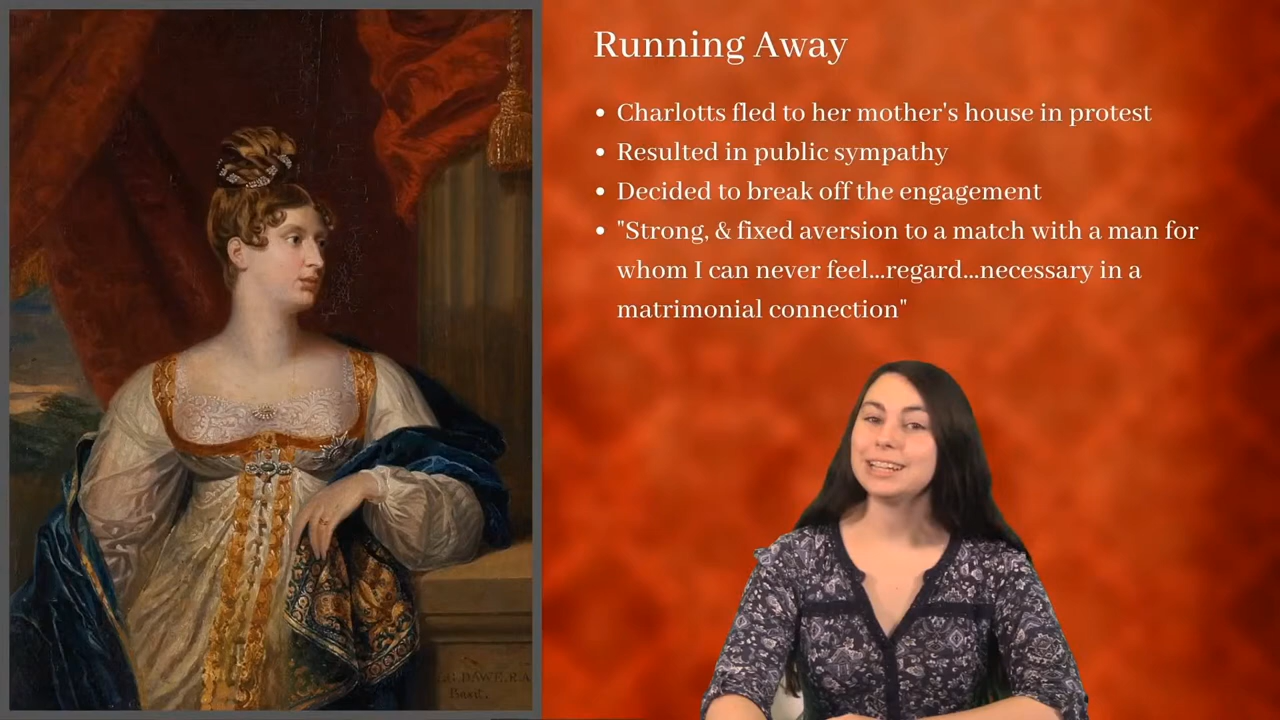 Running Away
• Charlotts fled to her mother's house in protest
• Resulted in public sympathy
• Decided to break off the engagement
• "Strong, & fixed aversion to a match with a man for
whom I can never feel...regard...necessary in a
matrimonial connection"
DAWE.R.A